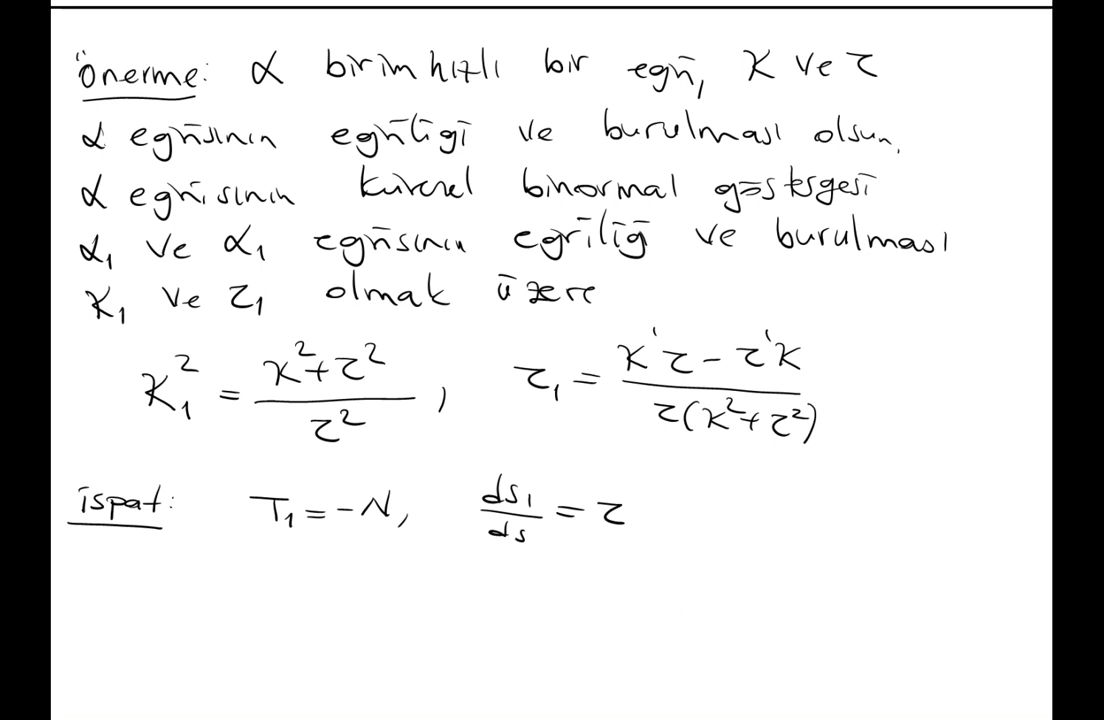 Önerme: α birim hızlı bir eğri, κ ve τ
α eğrisinin eğriliği ve burulması olsun,
α eğrisinin küresel binormal göstergesi
α₁ ve α₁ eğrisinin eğriliği ve burulması
κ₁ ve τ₁ olmak üzere
κ₁² = (κ² + τ²) / τ² , τ₁ = (κ'τ - τ'κ) / (τ(κ² + τ²))
ispat: T₁ = -N, ds₁/ds = τ